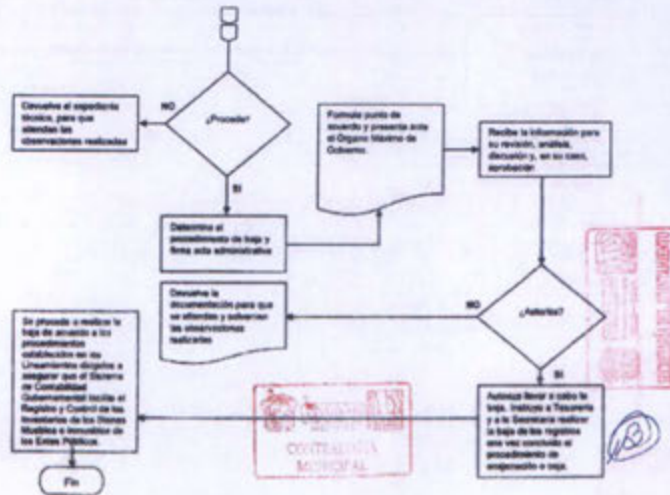 Devuelve el expediente
técnico, para que
atiendan las
observaciones realizadas
NO
¿Procede?
SI
Determina el
procedimiento de baja y
firma acta administrativa
Formula punto de
acuerdo y presenta ante
el Órgano Máximo de
Gobierno.
Recibe la información para
su revisión, análisis,
discusión y, en su caso,
aprobación
¿Autoriza?
NO
SI
Devuelve la
documentación para que
se atiendan y solventen
las observaciones
realizadas
Autoriza llevar a cabo la
baja. Instruye a Tesorería
y a la Secretaría realizar
la baja de los registros
una vez concluido el
procedimiento de
enajenación o baja.
Se procede a realizar la
baja de acuerdo a los
procedimientos
establecidos en los
Lineamientos dirigidos a
asegurar que el Sistema
de Contabilidad
Gubernamental facilite el
Registro y Control de los
Inventarios de los Bienes
Muebles e Inmuebles de
los Entes Públicos.
Fin
CONTRALORÍA
MUNICIPAL